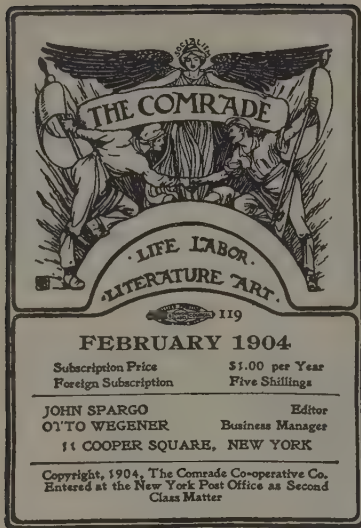 SOCIALISM
THE COMRADE
· LIFE LABOR ·
· LITERATURE ART ·
119
FEBRUARY 1904
Subscription Price $1.00 per Year
Foreign Subscription Five Shillings
JOHN SPARGO Editor
OTTO WEGENER Business Manager
11 COOPER SQUARE, NEW YORK
Copyright, 1904, The Comrade Co-operative Co.
Entered at the New York Post Office as Second
Class Matter